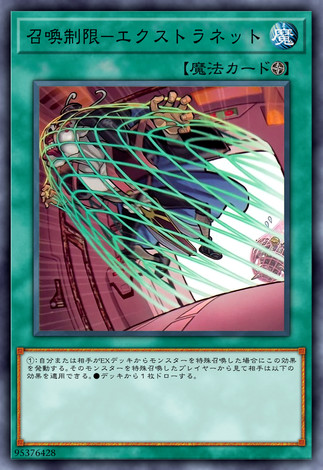 召喚制限-エクストラネット
魔
【魔法カード】
①:自分または相手がEXデッキからモンスターを特殊召喚した場合にこの効果
を発動する。そのモンスターを特殊召喚したプレイヤーから見て相手は以下の
効果を適用できる。●デッキから1枚ドローする。
95376428